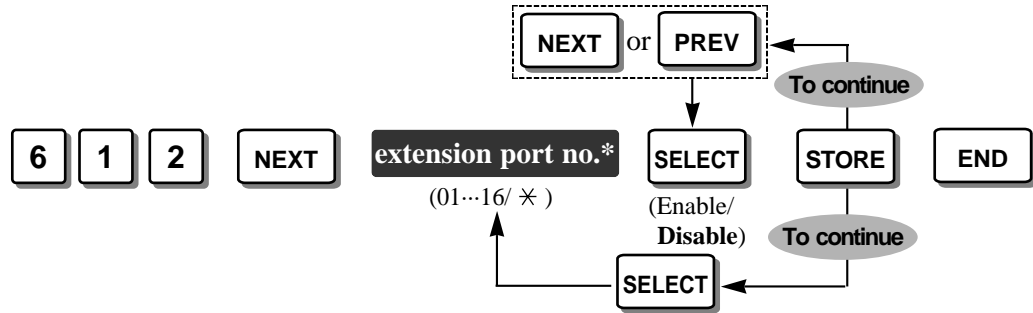 NEXT or PREV
To continue
6 1 2 NEXT extension port no.* SELECT STORE END
(01···16/ ✳ )
(Enable/
Disable)
To continue
SELECT